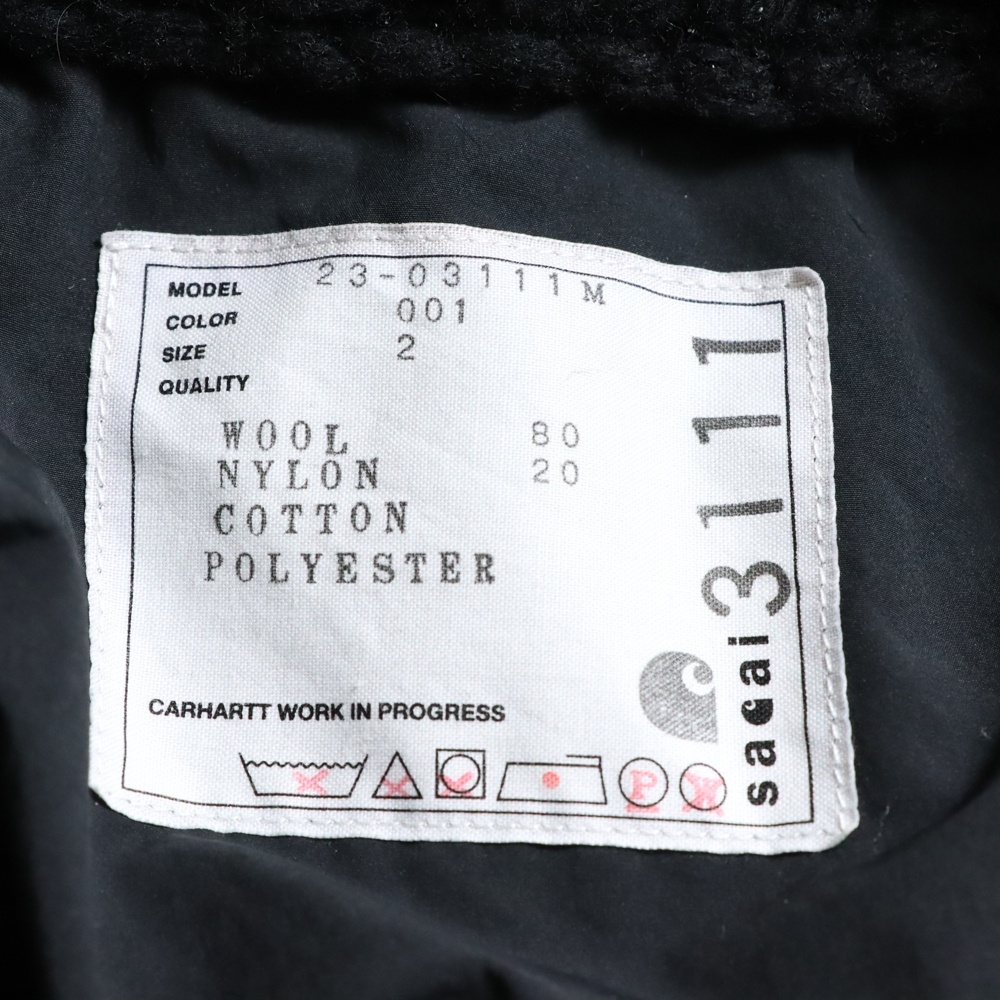 MODEL 23-03111M
COLOR 001
SIZE 2
QUALITY
WOOL 80
NYLON 20
COTTON
POLYESTER
CARHARTT WORK IN PROGRESS
P
sacai 3111